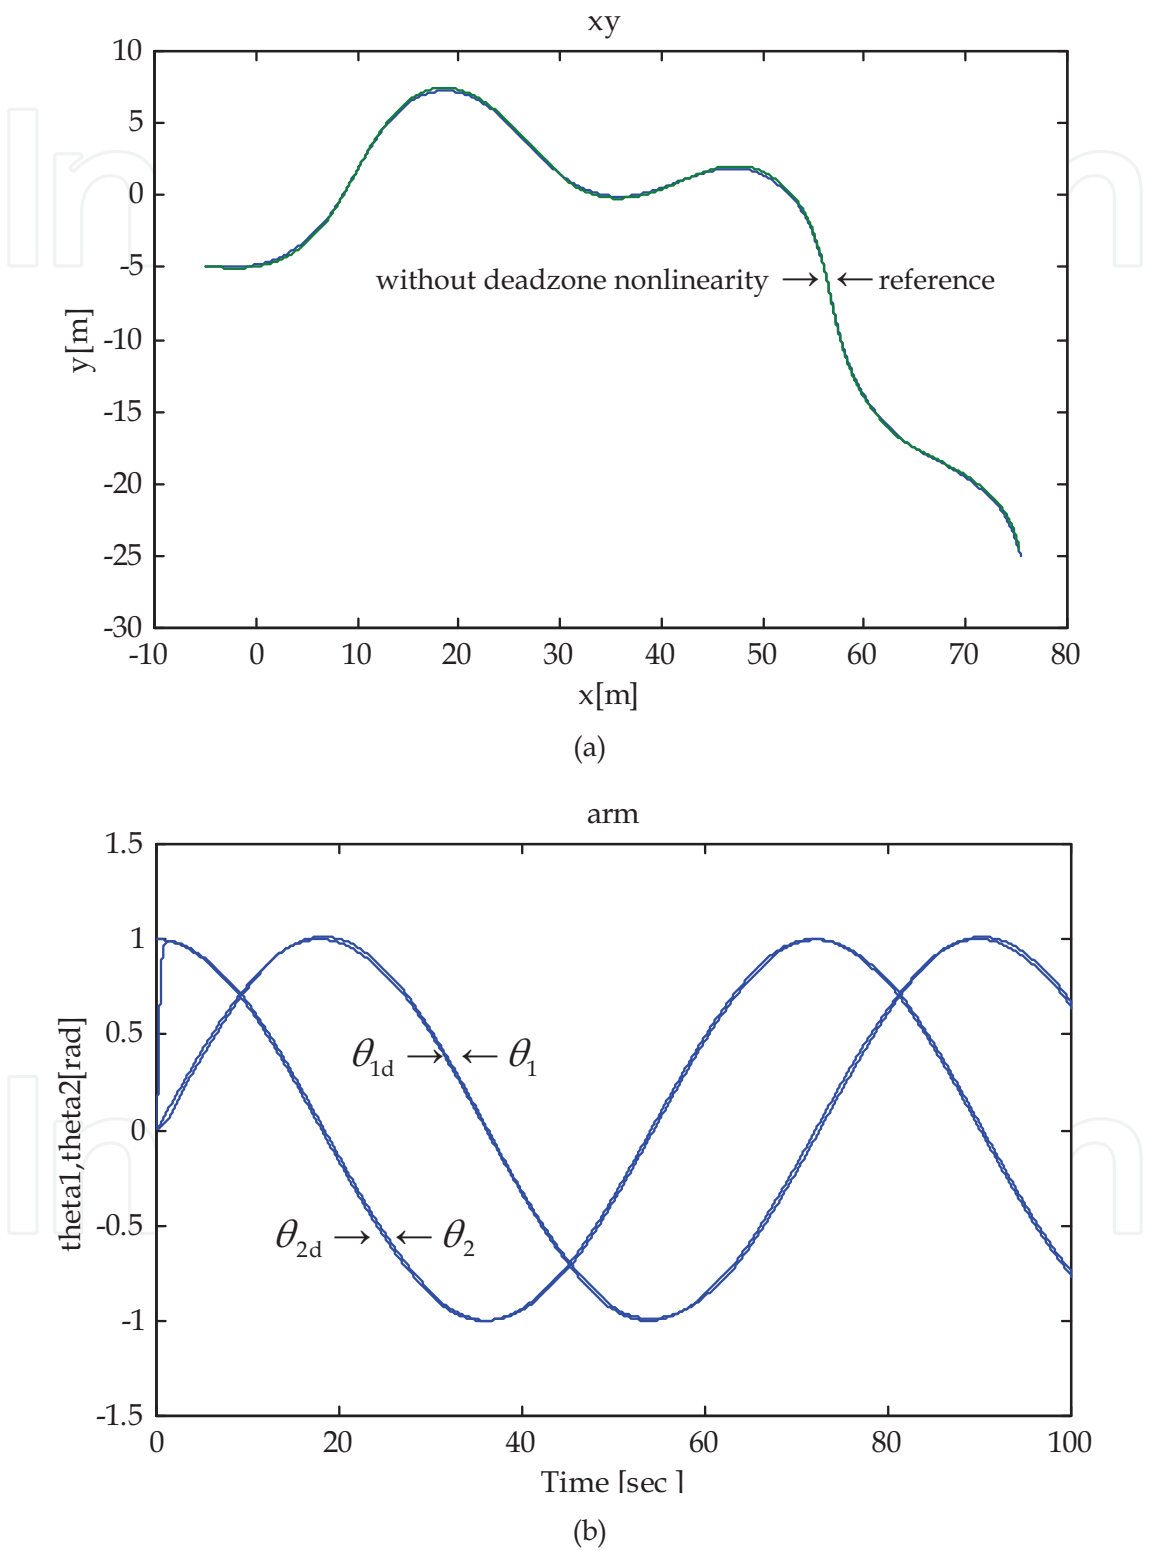 xy
10
5
0
-5
-10
-15
-20
-25
-30
y[m]
without deadzone nonlinearity → ← reference
-10 0 10 20 30 40 50 60 70 80
x[m]
(a)
arm
1.5
1
0.5
0
-0.5
-1
-1.5
theta1,theta2[rad]
θ1d → ← θ1
θ2d → ← θ2
0 20 40 60 80 100
Time [sec ]
(b)